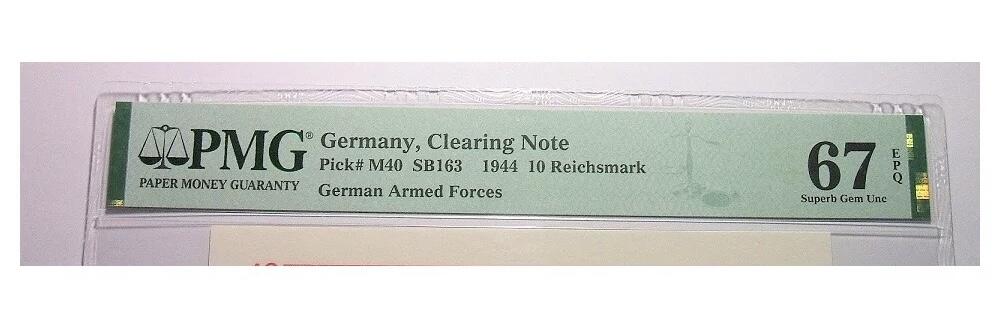 PMG®
PAPER MONEY GUARANTY
Germany, Clearing Note
Pick# M40 SB163 1944 10 Reichsmark
German Armed Forces
67 EPQ
Superb Gem Unc